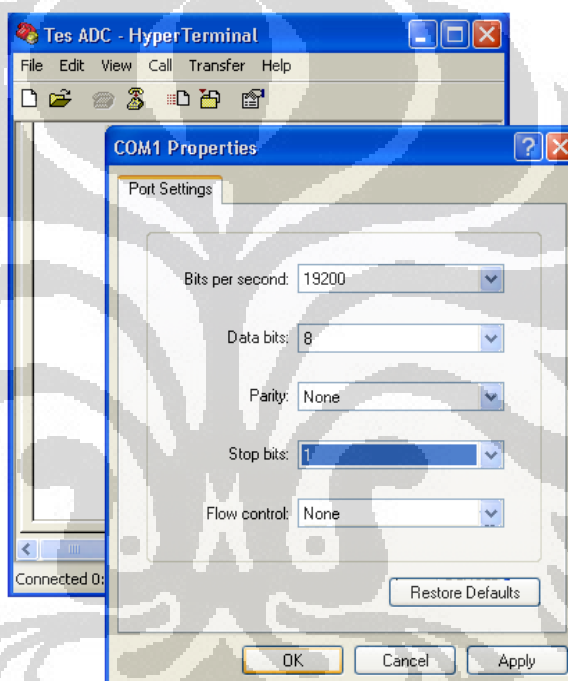 Tes ADC - HyperTerminal
File Edit View Call Transfer Help
COM1 Properties
Port Settings
Bits per second: 19200
Data bits: 8
Parity: None
Stop bits: 1
Flow control: None
Connected 0:
Restore Defaults
OK Cancel Apply